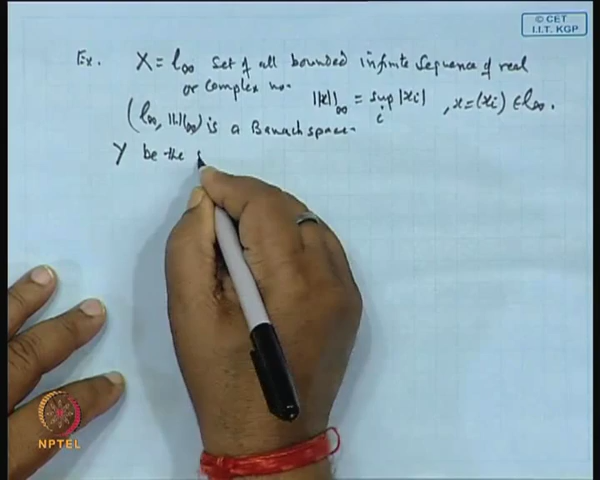 © CET
I.I.T. KGP
Ex. X = l∞ Set of all bounded infinite sequence of real
or complex no.
||x||∞ = sup |xi| , x=(xi) ∈ l∞.
i
(l∞, ||.||∞) is a Banach space.
Y be the
NPTEL